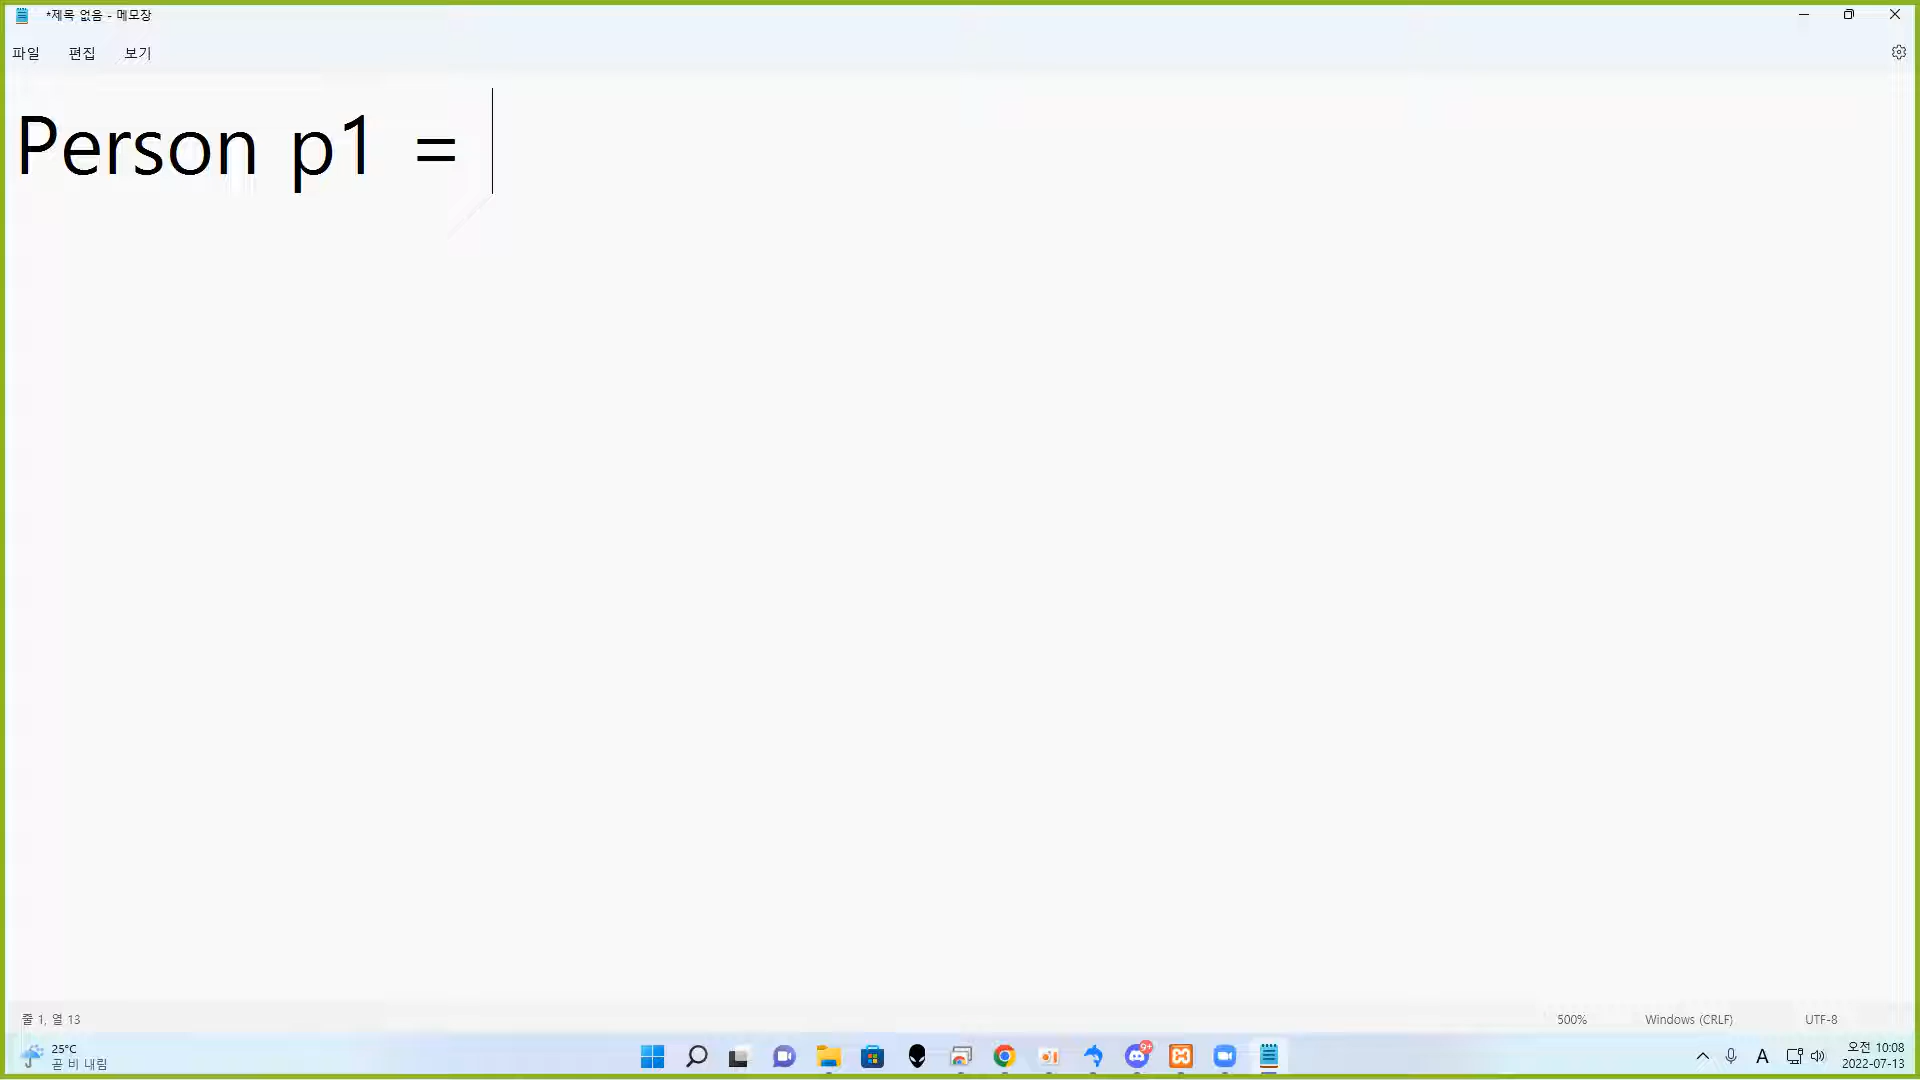 *제목 없음 - 메모장
파일 편집 보기
Person p1 =
줄 1, 열 13
500%
Windows (CRLF)
UTF-8
25°C
곧 비 내림
9+
A
오전 10:08
2022-07-13